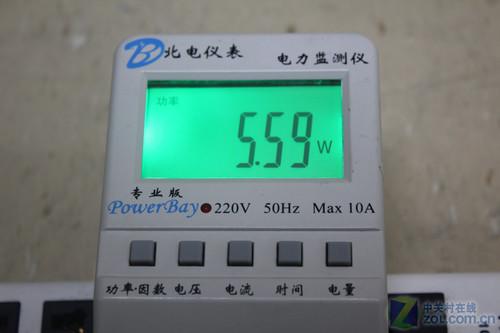 B 北电仪表 电力监测仪
功率
5.59 W
专业版
PowerBay 220V 50Hz Max 10A
功率因数 电压 电流 时间 电量
Z 中关村在线
zol.com.cn